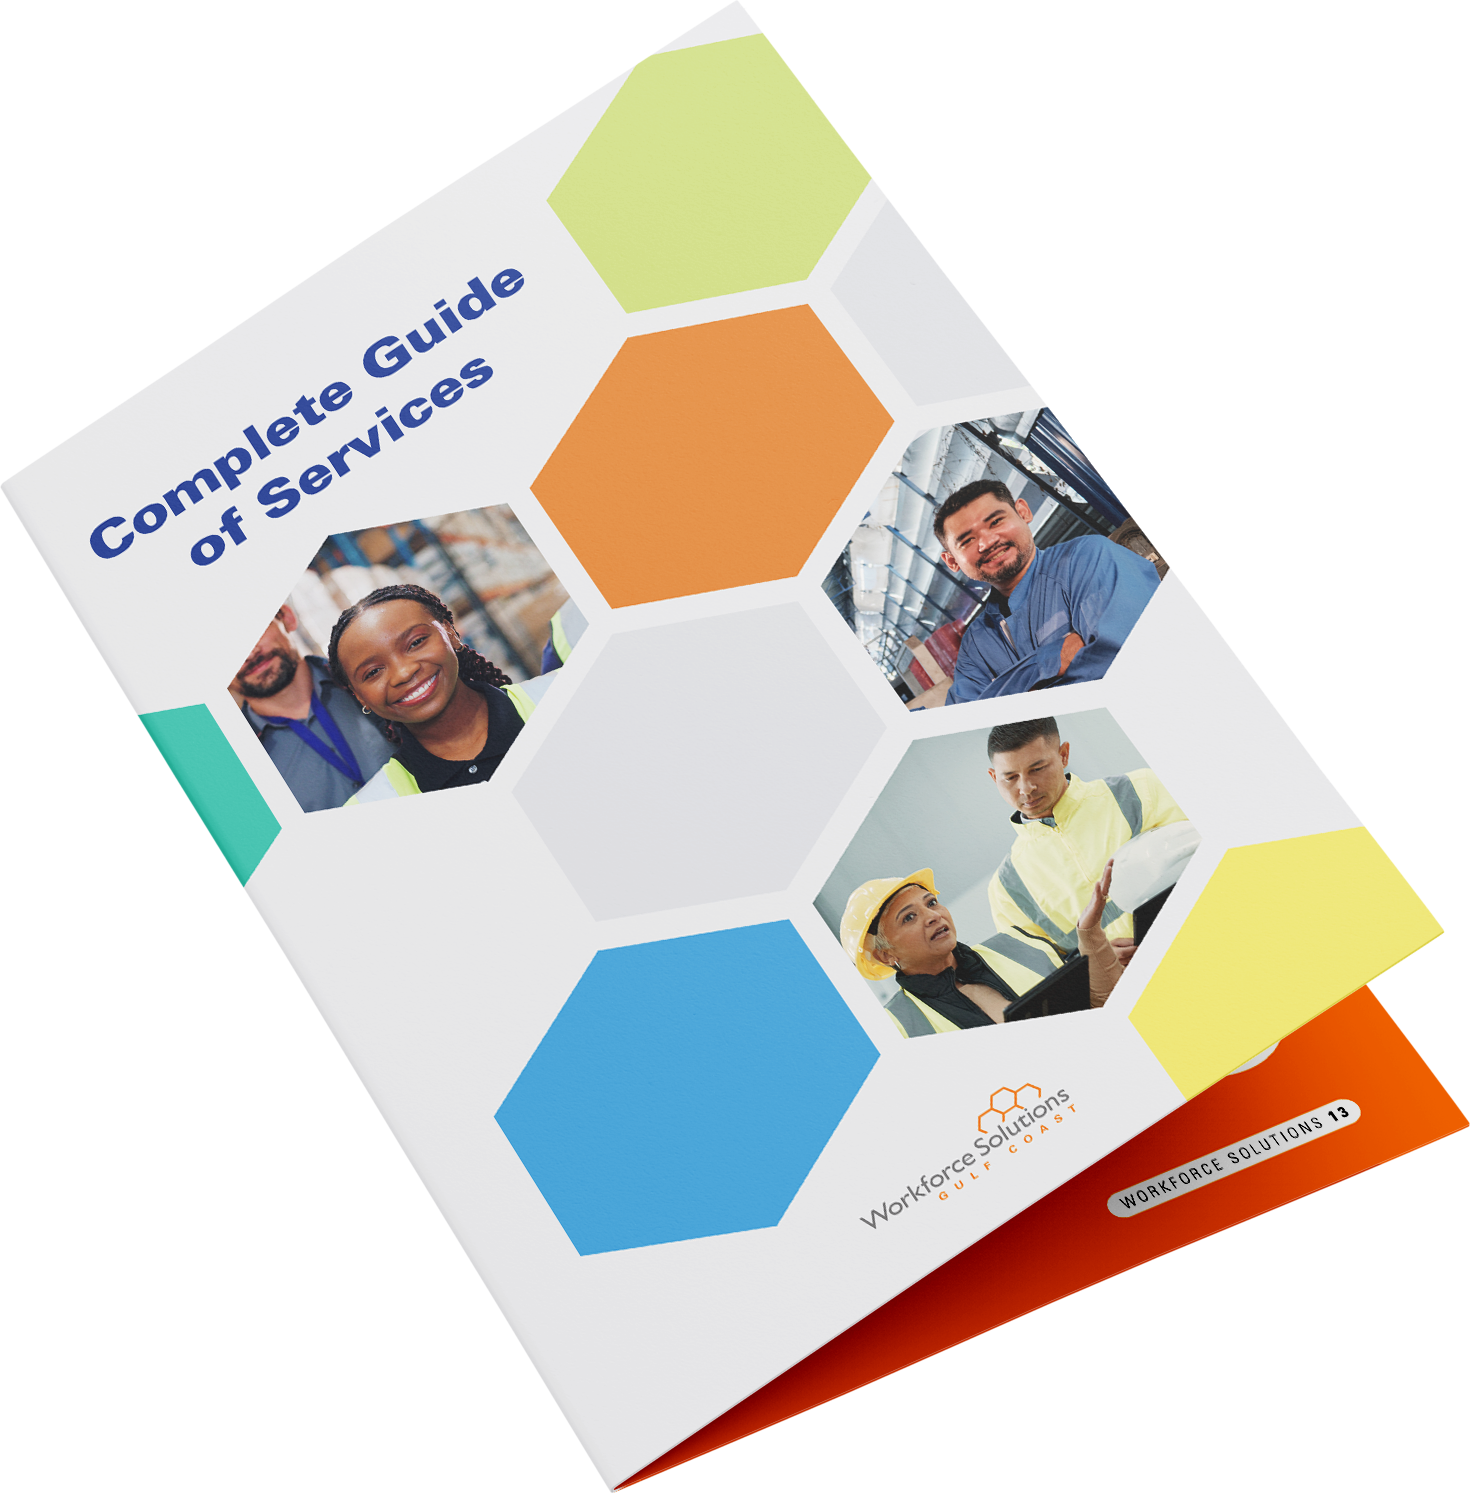 Complete Guide
of Services
Workforce Solutions
GULF COAST
WORKFORCE SOLUTIONS 13